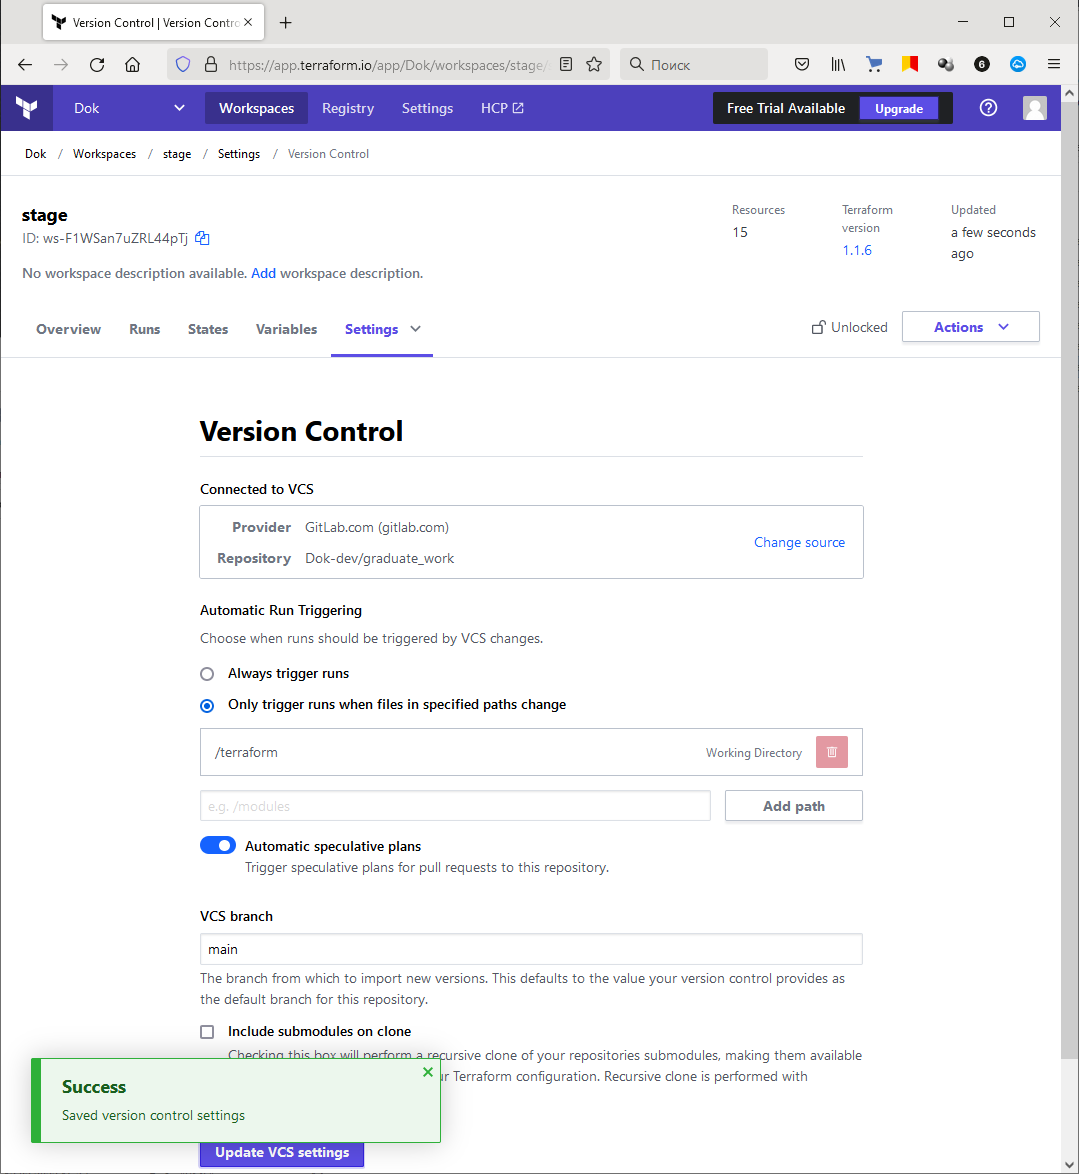 Version Control | Version Contro
https://app.terraform.io/app/Dok/workspaces/stage/
Поиск
6
Dok
Workspaces
Registry
Settings
HCP
Free Trial Available
Upgrade
Dok / Workspaces / stage / Settings / Version Control
stage
ID: ws-F1WSan7uZRL44pTj
No workspace description available. Add workspace description.
Resources
15
Terraform
version
1.1.6
Updated
a few seconds
ago
Overview
Runs
States
Variables
Settings
Unlocked
Actions
Version Control
Connected to VCS
Provider GitLab.com (gitlab.com)
Repository Dok-dev/graduate_work
Change source
Automatic Run Triggering
Choose when runs should be triggered by VCS changes.
Always trigger runs
Only trigger runs when files in specified paths change
/terraform
Working Directory
e.g. /modules
Add path
Automatic speculative plans
Trigger speculative plans for pull requests to this repository.
VCS branch
main
The branch from which to import new versions. This defaults to the value your version control provides as
the default branch for this repository.
Include submodules on clone
Checking this box will perform a recursive clone of your repositories submodules, making them available
Terraform configuration. Recursive clone is performed with
Success
Saved version control settings
Update VCS settings